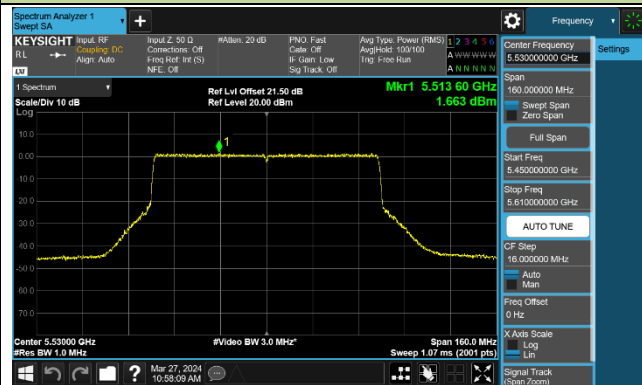 Spectrum Analyzer 1
Swept SA
+
Frequency
KEYSIGHT
RL
LXI
Input: RF
Coupling: DC
Align: Auto
Input Z: 50 Ω
Corrections: Off
Freq Ref: Int (S)
NFE: Off
#Atten: 20 dB
PNO: Fast
Gate: Off
IF Gain: Low
Sig Track: Off
Avg Type: Power (RMS)
Avg|Hold: 100/100
Trig: Free Run
1 2 3 4 5 6
A W W W W W
A N N N N N
1 Spectrum
Scale/Div 10 dB
Log
Ref Lvl Offset 21.50 dB
Ref Level 20.00 dBm
Mkr1 5.513 60 GHz
1.663 dBm
1
10.0
0.00
10.0
20.0
30.0
40.0
-50.0
60.0
70.0
Center 5.53000 GHz
#Res BW 1.0 MHz
#Video BW 3.0 MHz*
Span 160.0 MHz
Sweep 1.07 ms (2001 pts)
Center Frequency
5.530000000 GHz
Settings
Span
160.000000 MHz
Swept Span
Zero Span
Full Span
Start Freq
5.450000000 GHz
Stop Freq
5.610000000 GHz
AUTO TUNE
CF Step
16.000000 MHz
Auto
Man
Freq Offset
0 Hz
X Axis Scale
Log
Lin
Signal Track
(Span Zoom)
?
Mar 27, 2024
10:58:09 AM